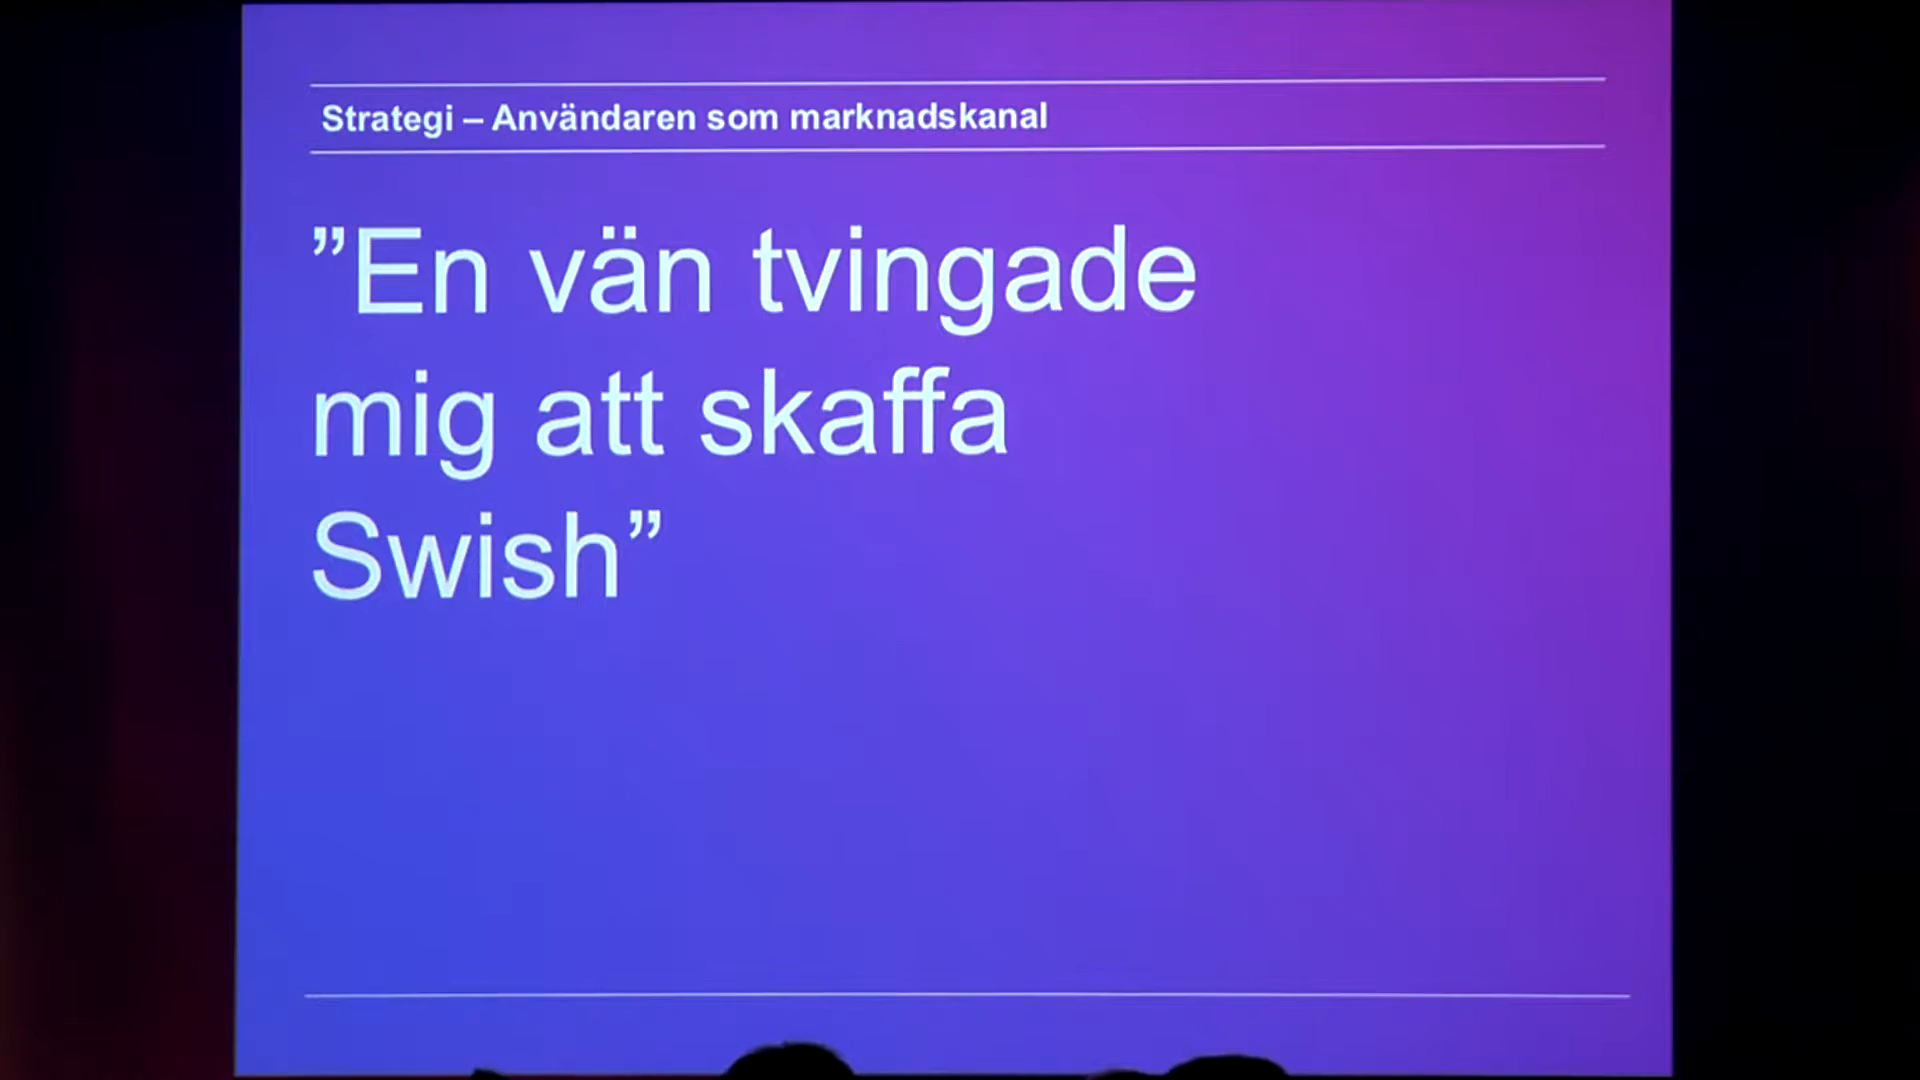 Strategi – Användaren som marknadskanal
”En vän tvingade
mig att skaffa
Swish”